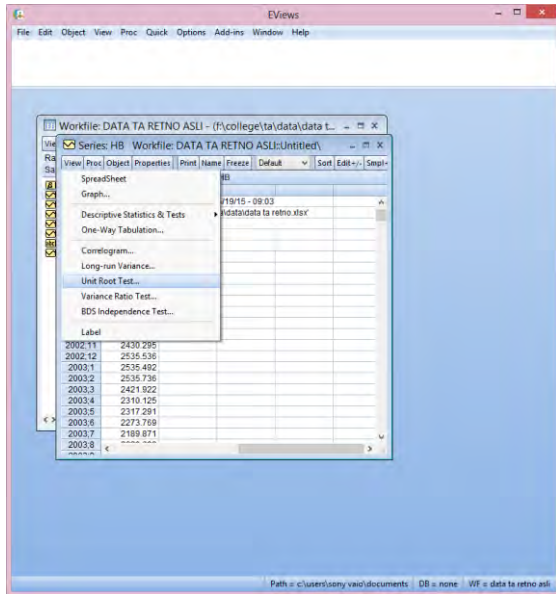 EViews
File Edit Object View Proc Quick Options Add-ins Window Help
Workfile: DATA TA RETNO ASLI - (f:\college\ta\data\data t...
Series: HB Workfile: DATA TA RETNO ASLI::Untitled\
View Proc Object Properties Print Name Freeze Default Sort Edit+/- Smpl+
SpreadSheet
HB
Graph...
/19/15 - 09:03
Descriptive Statistics & Tests
a\data\data ta retno.xlsx'
One-Way Tabulation...
Correlogram...
Long-run Variance...
Unit Root Test...
Variance Ratio Test...
BDS Independence Test...
Label
2002:11 2430.295
2002:12 2535.536
2003:1 2535.492
2003:2 2535.736
2003:3 2421.922
2003:4 2310.125
2003:5 2317.291
2003:6 2273.769
2003:7 2189.871
2003:8
Path = c:\users\sony vaio\documents DB = none WF = data ta retno asli